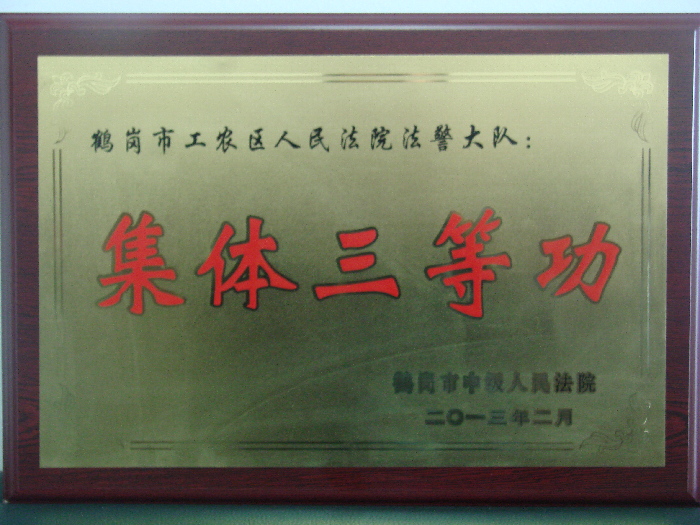 鹤岗市工农区人民法院法警大队：
集体三等功
鹤岗市中级人民法院
二〇一三年二月